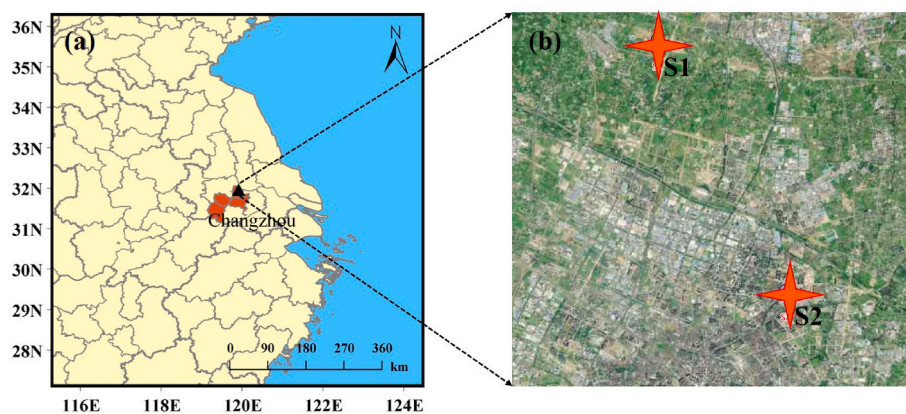 36N
35N
34N
33N
32N
31N
30N
29N
28N
(a)
N
Changzhou
0 90 180 270 360
km
116E 118E 120E 122E 124E
(b)
S1
S2